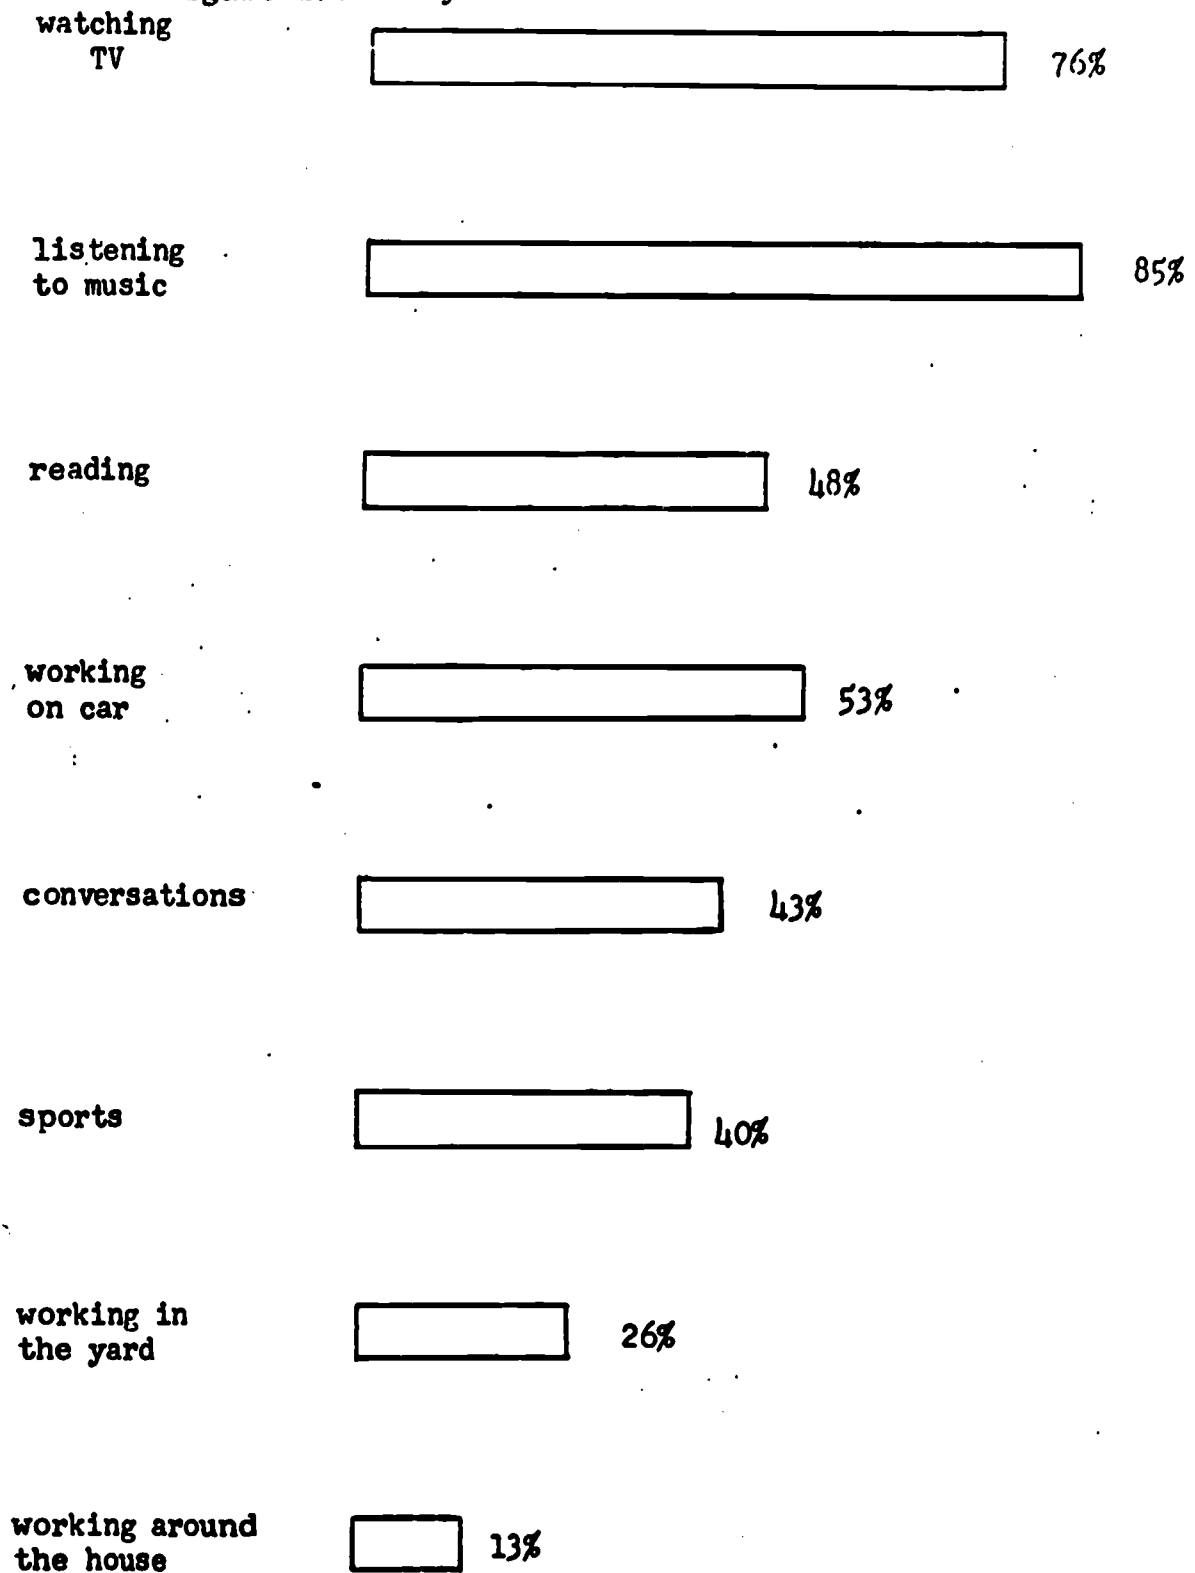 watching
TV
76%
listening
to music
85%
reading
48%
working
on car
53%
conversations
43%
sports
40%
working in
the yard
26%
working around
the house
13%